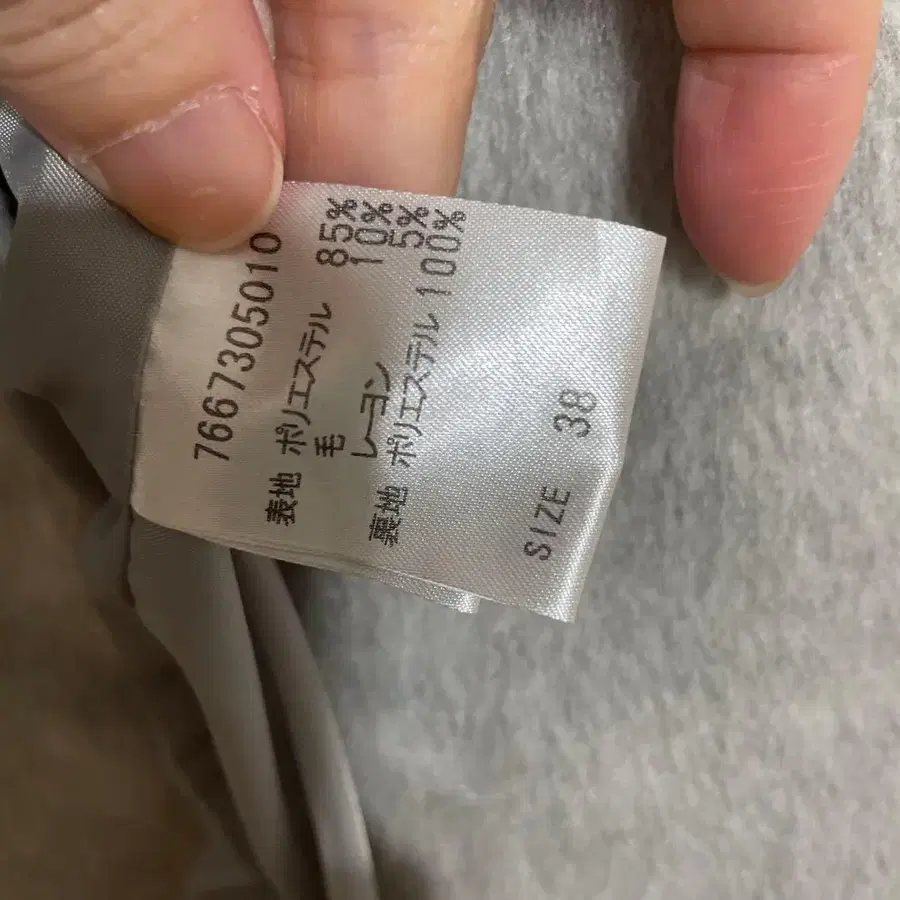 7667305010
表地 ポリエステル 85%
毛 10%
レーヨン 5%
裏地 ポリエステル 100%
SIZE 38